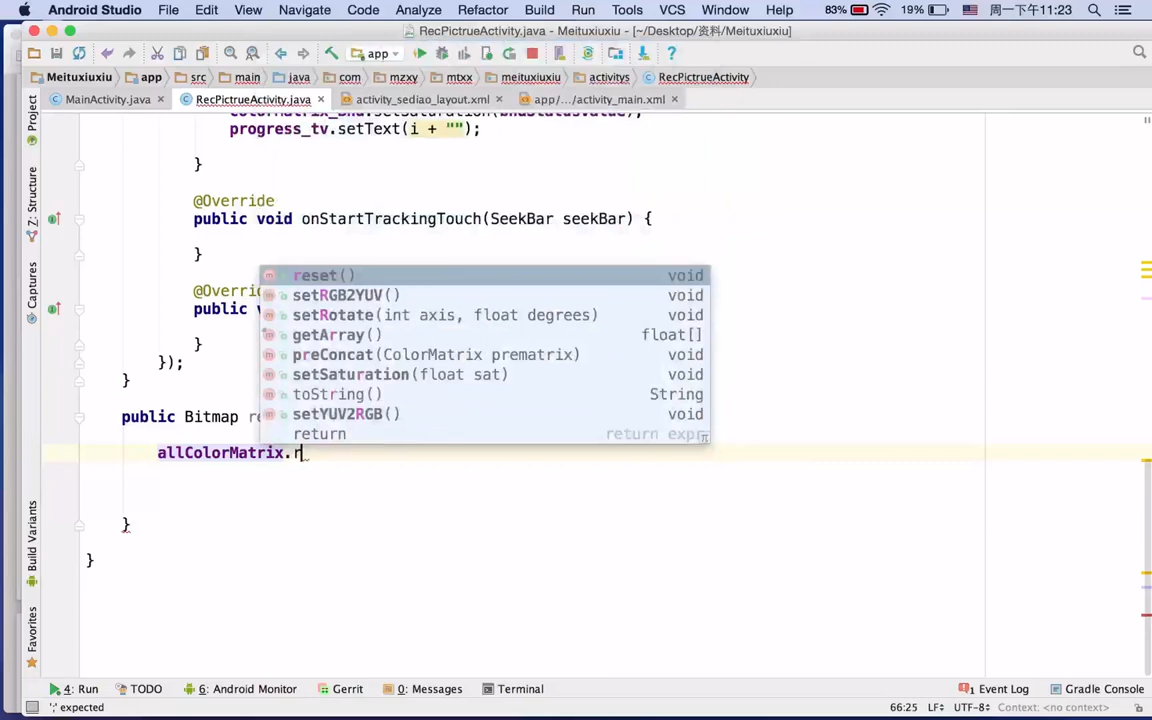 Android Studio File Edit View Navigate Code Analyze Refactor Build Run Tools VCS Window Help 83% 19% 周一下午11:23
RecPictrueActivity.java - Meituxiuxiu - [~/Desktop/资料/Meituxiuxiu]
app
Meituxiuxiu app src main java com mzxy mtxx meituxiuxiu activitys RecPictrueActivity
MainActivity.java RecPictrueActivity.java activity_sediao_layout.xml app/.../activity_main.xml
Project
Z: Structure
Captures
Build Variants
Favorites
progress_tv.setText(i + "");
}
@Override
public void onStartTrackingTouch(SeekBar seekBar) {
}
@Overri
public v
}
});
}
public Bitmap re
allColorMatrix.r
}
}
reset() void
setRGB2YUV() void
setRotate(int axis, float degrees) void
getArray() float[]
preConcat(ColorMatrix prematrix) void
setSaturation(float sat) void
toString() String
setYUV2RGB() void
return return expr
4: Run TODO 6: Android Monitor Gerrit 0: Messages Terminal 1 Event Log Gradle Console
';' expected 66:25 LF÷ UTF-8÷ Context: <no context>